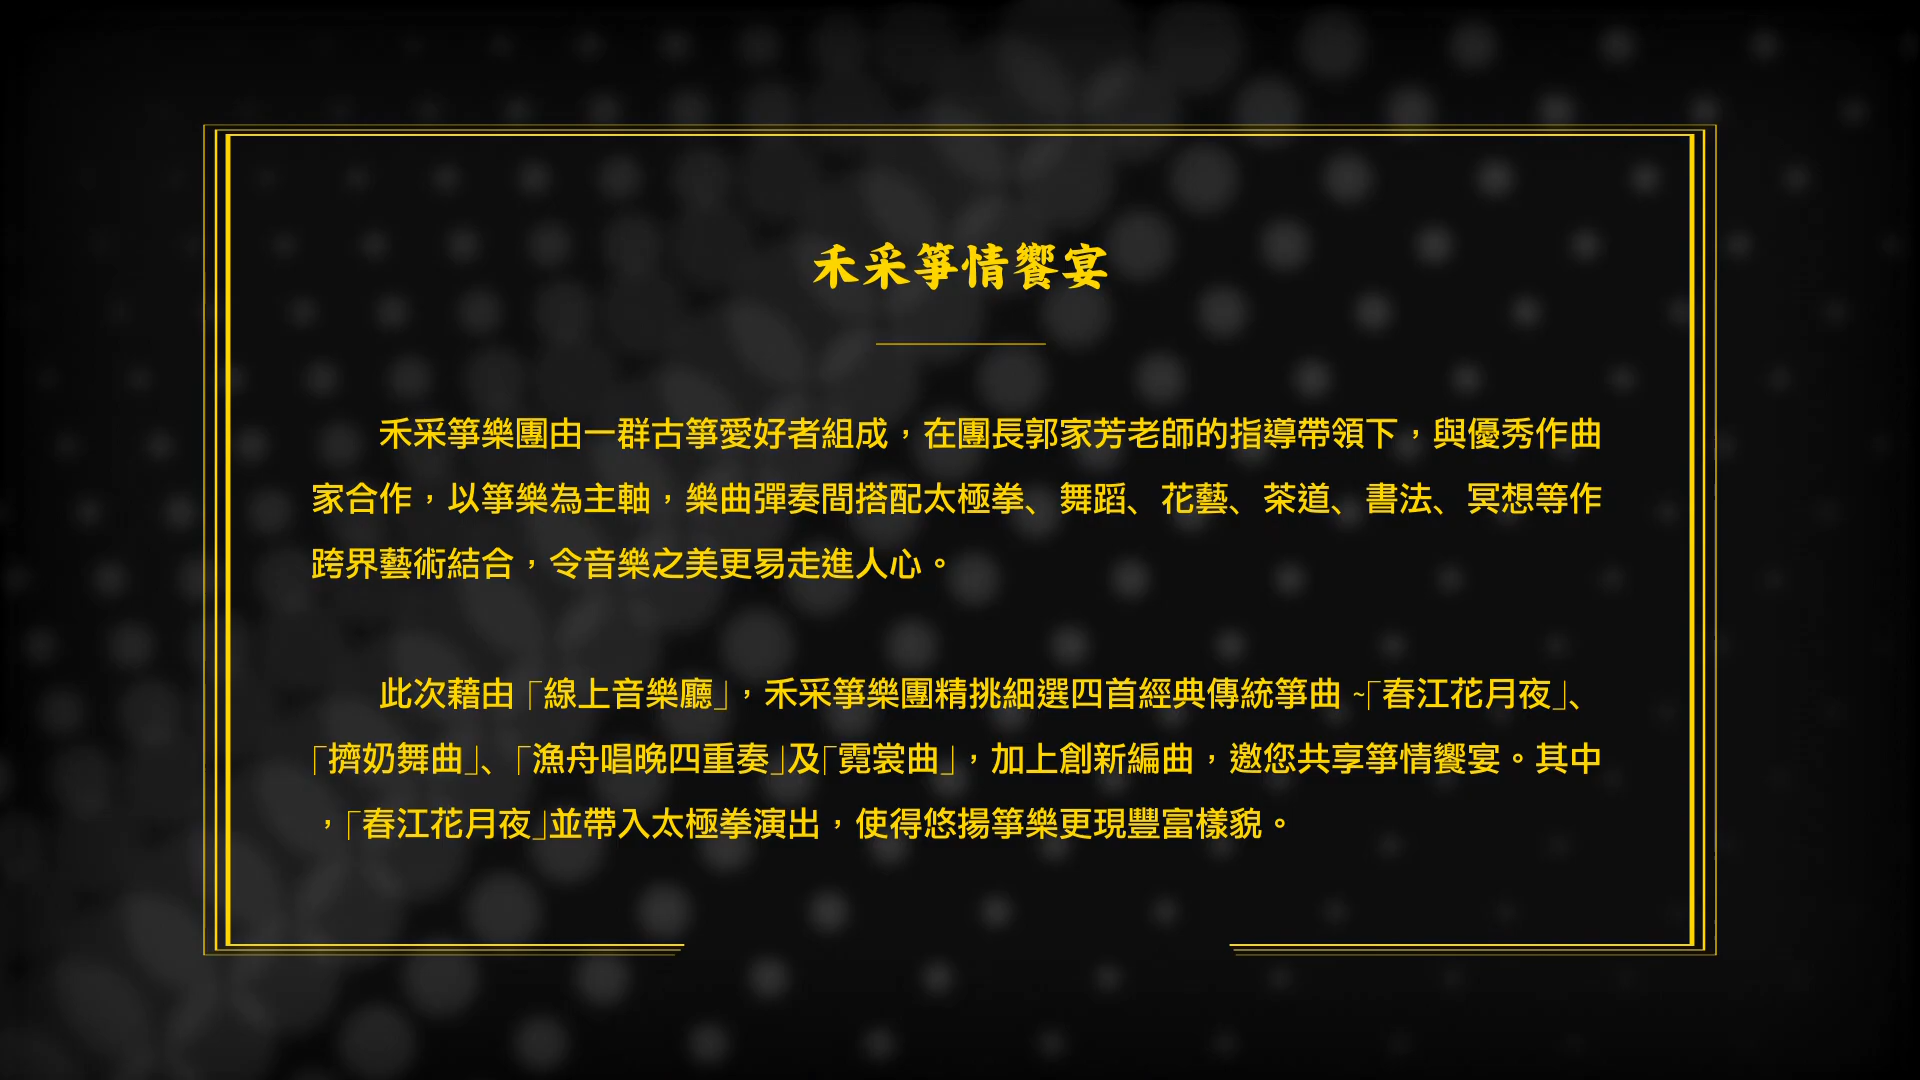 禾采箏情饗宴
禾采箏樂團由一群古箏愛好者組成，在團長郭家芳老師的指導帶領下，與優秀作曲
家合作，以箏樂為主軸，樂曲彈奏間搭配太極拳、舞蹈、花藝、茶道、書法、冥想等作
跨界藝術結合，令音樂之美更易走進人心。
此次藉由「線上音樂廳」，禾采箏樂團精挑細選四首經典傳統箏曲 ~「春江花月夜」、
「擠奶舞曲」、「漁舟唱晚四重奏」及「霓裳曲」，加上創新編曲，邀您共享箏情饗宴。其中
，「春江花月夜」並帶入太極拳演出，使得悠揚箏樂更現豐富樣貌。